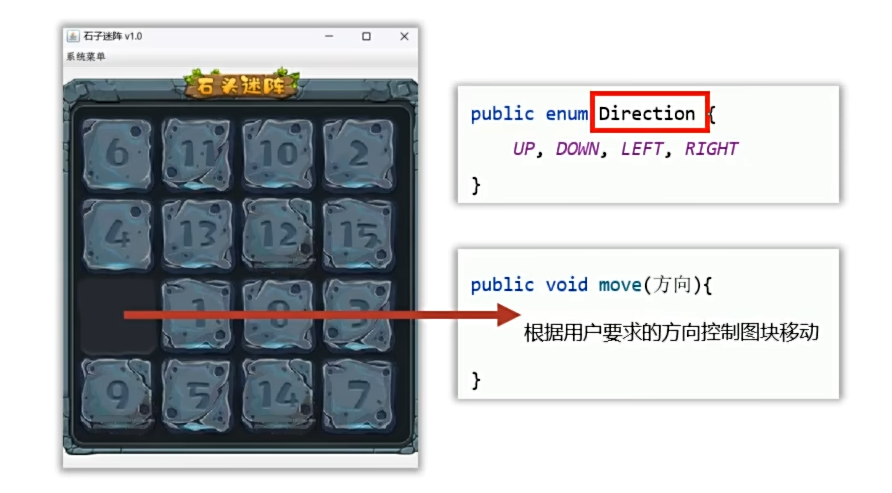 石子迷阵 v1.0
系统菜单
石头迷阵
6 11 10 2
4 13 12 15
1 8 3
9 5 14 7
public enum Direction {
UP, DOWN, LEFT, RIGHT
}
public void move(方向){
根据用户要求的方向控制图块移动
}